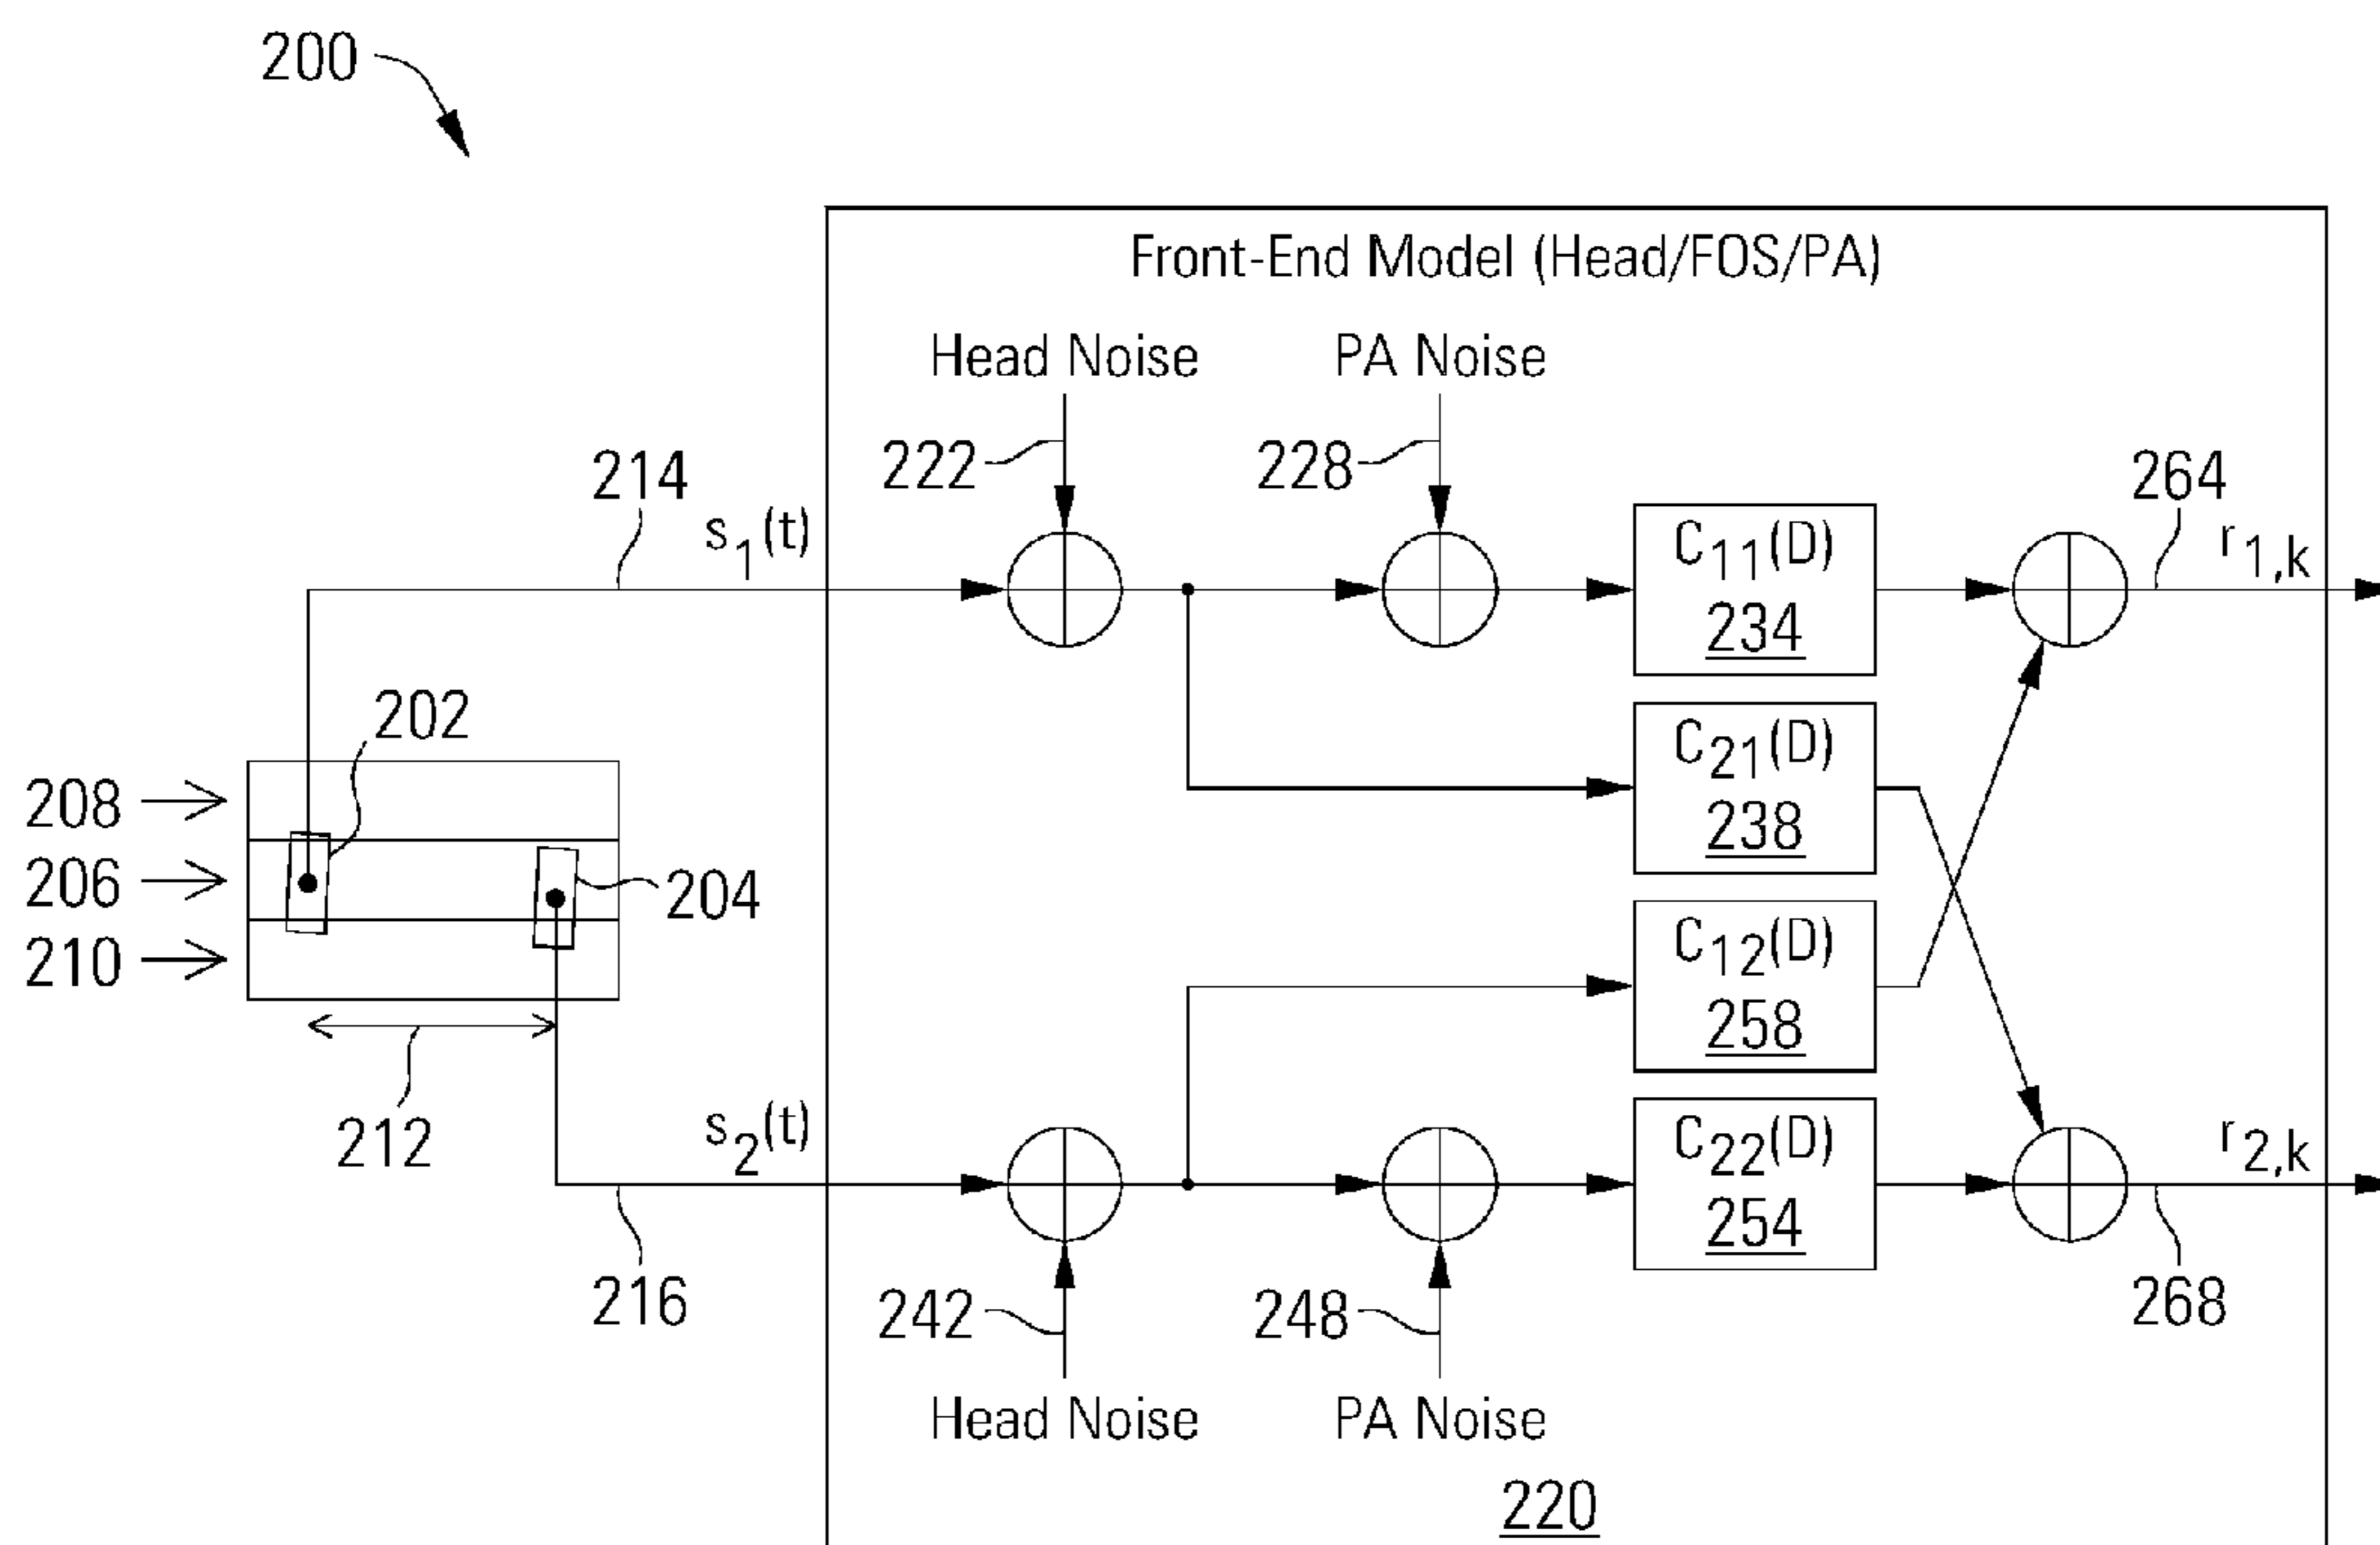 200
Front-End Model (Head/FOS/PA)
Head Noise
PA Noise
222
228
214
s1(t)
C11(D)
234
264
r1,k
202
C21(D)
238
208
206
204
210
C12(D)
258
212
s2(t)
C22(D)
254
r2,k
216
242
248
268
Head Noise
PA Noise
220